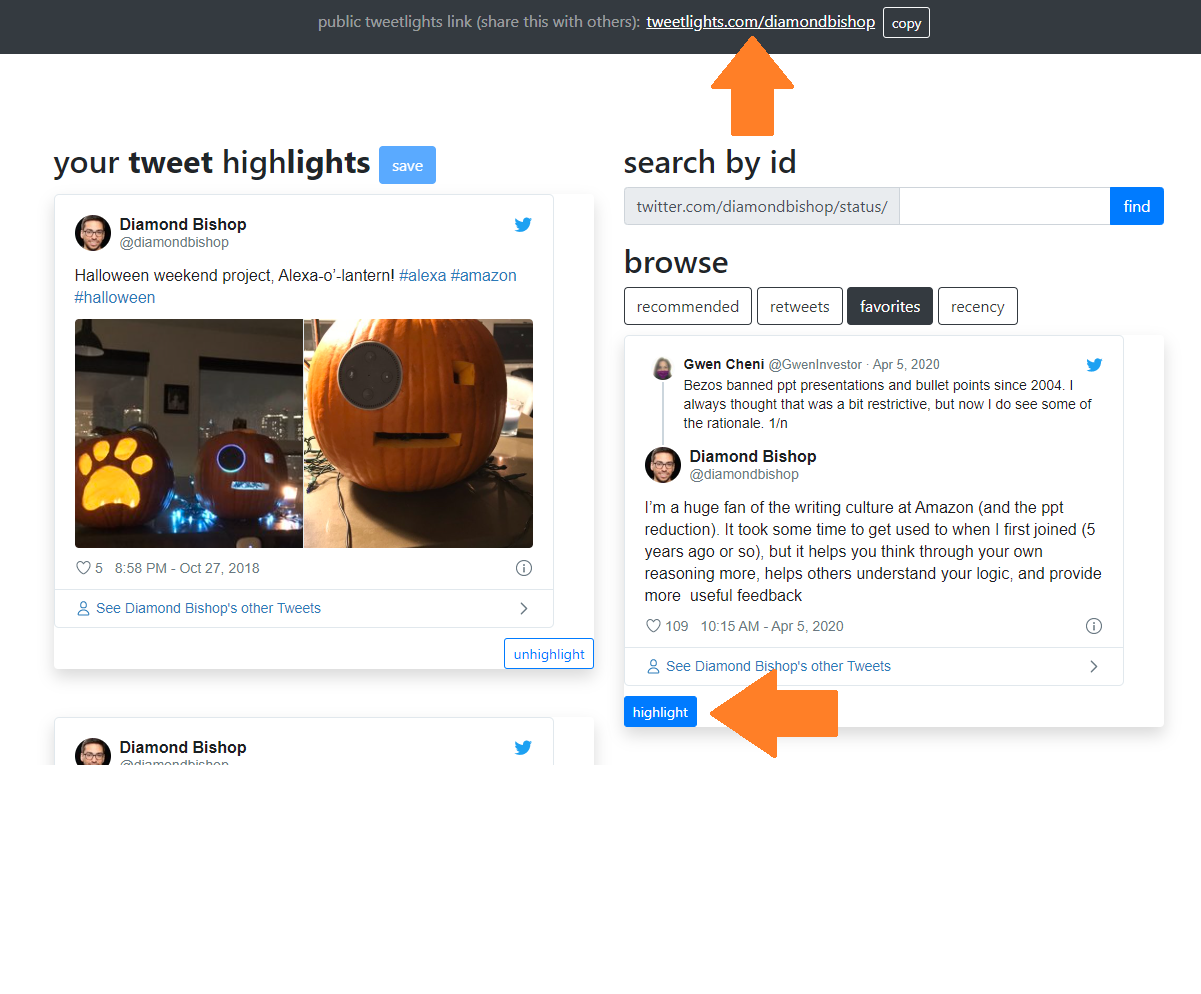 public tweetlights link (share this with others): tweetlights.com/diamondbishop copy
your tweet highlights save
Diamond Bishop
@diamondbishop
Halloween weekend project, Alexa-o’-lantern! #alexa #amazon
#halloween
5 8:58 PM - Oct 27, 2018
See Diamond Bishop's other Tweets
unhighlight
Diamond Bishop
@diamondbishop
search by id
twitter.com/diamondbishop/status/ find
browse
recommended retweets favorites recency
Gwen Cheni @GwenInvestor · Apr 5, 2020
Bezos banned ppt presentations and bullet points since 2004. I
always thought that was a bit restrictive, but now I do see some of
the rationale. 1/n
Diamond Bishop
@diamondbishop
I’m a huge fan of the writing culture at Amazon (and the ppt
reduction). It took some time to get used to when I first joined (5
years ago or so), but it helps you think through your own
reasoning more, helps others understand your logic, and provide
more  useful feedback
109 10:15 AM - Apr 5, 2020
See Diamond Bishop's other Tweets
highlight